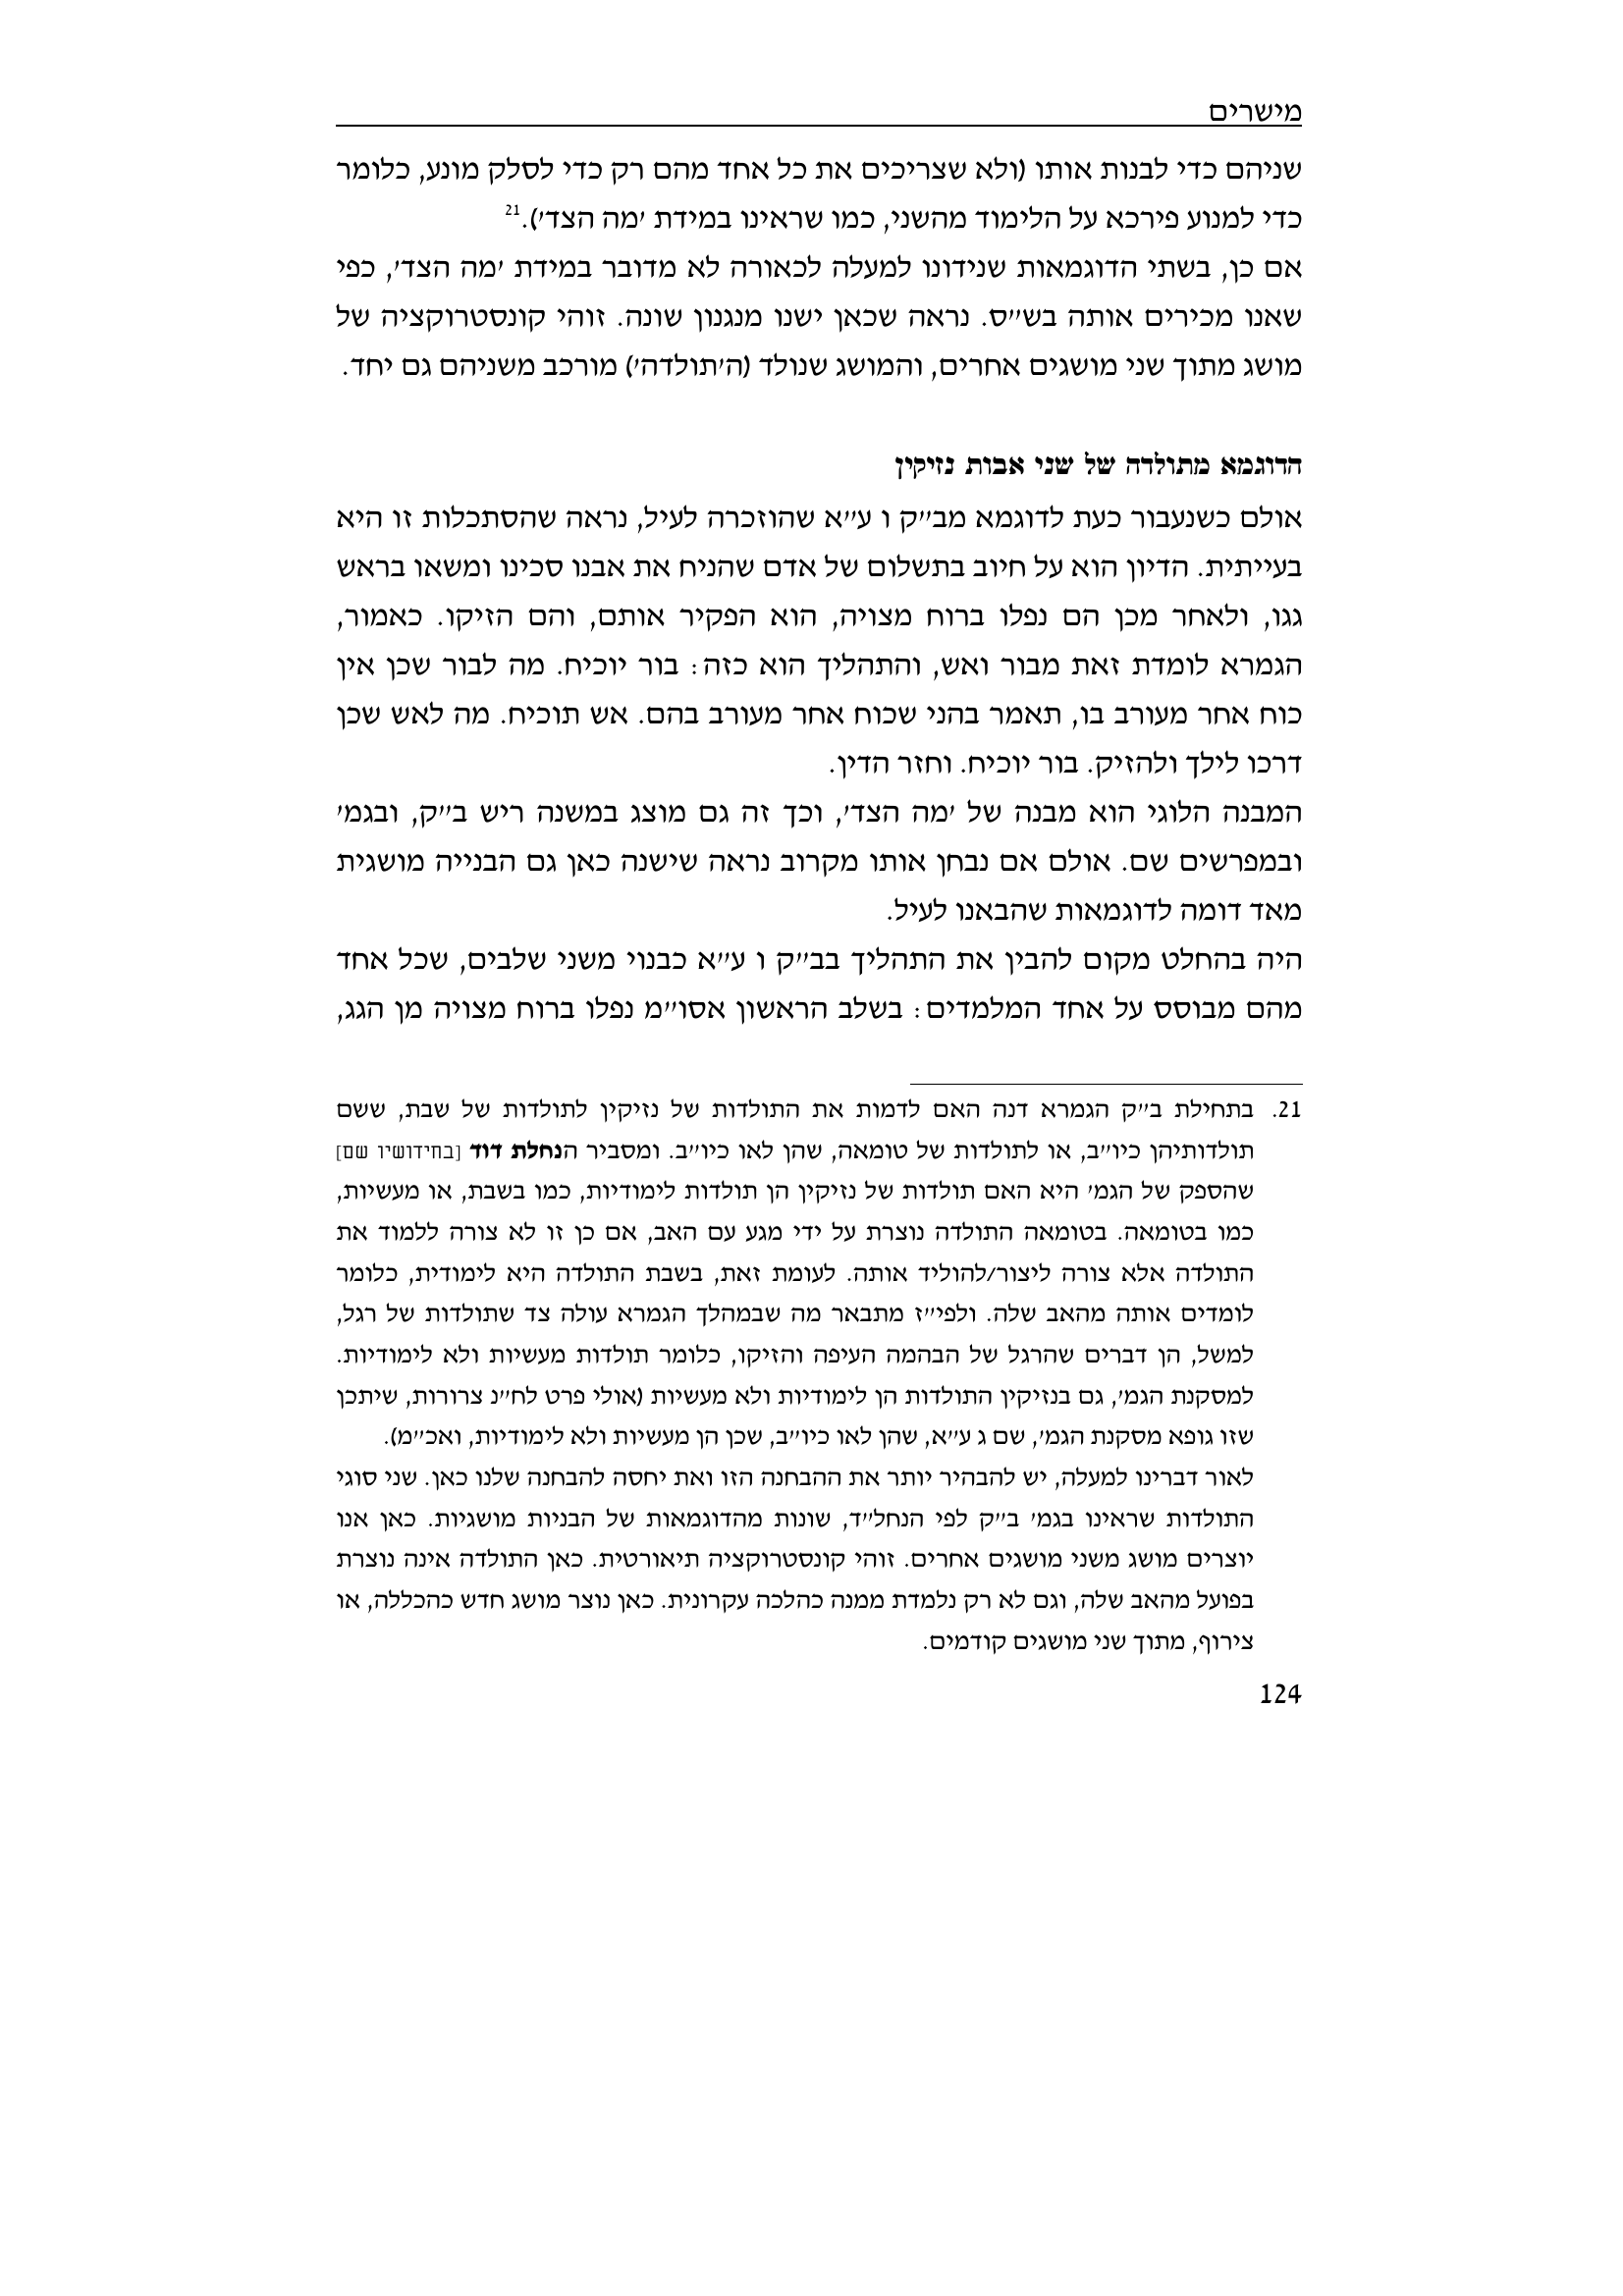 מישרים
שניהם כדי לבנות אותו (ולא שצריכים את כל אחד מהם רק כדי לסלק מונע, כלומר
כדי למנוע פירכא על הלימוד מהשני, כמו שראינו במידת 'מה הצד').21
אם כן, בשתי הדוגמאות שנידונו למעלה לכאורה לא מדובר במידת 'מה הצד', כפי
שאנו מכירים אותה בש"ס. נראה שכאן ישנו מנגנון שונה. זוהי קונסטרוקציה של
מושג מתוך שני מושגים אחרים, והמושג שנולד (ה'תולדה') מורכב משניהם גם יחד.
הדוגמא מתולדה של שני אבות נזיקין
אולם כשנעבור כעת לדוגמא מב"ק ו ע"א שהוזכרה לעיל, נראה שהסתכלות זו היא
בעייתית. הדיון הוא על חיוב בתשלום של אדם שהניח את אבנו סכינו ומשאו בראש
גגו, ולאחר מכן הם נפלו ברוח מצויה, הוא הפקיר אותם, והם הזיקו. כאמור,
הגמרא לומדת זאת מבור ואש, והתהליך הוא כזה: בור יוכיח. מה לבור שכן אין
כוח אחר מעורב בו, תאמר בהני שכוח אחר מעורב בהם. אש תוכיח. מה לאש שכן
דרכו לילך ולהזיק. בור יוכיח. וחזר הדין.
המבנה הלוגי הוא מבנה של 'מה הצד', וכך זה גם מוצג במשנה ריש ב"ק, ובגמ'
ובמפרשים שם. אולם אם נבחן אותו מקרוב נראה שישנה כאן גם הבנייה מושגית
מאד דומה לדוגמאות שהבאנו לעיל.
היה בהחלט מקום להבין את התהליך בב"ק ו ע"א כבנוי משני שלבים, שכל אחד
מהם מבוסס על אחד המלמדים: בשלב הראשון אסו"מ נפלו ברוח מצויה מן הגג,
21. בתחילת ב"ק הגמרא דנה האם לדמות את התולדות של נזיקין לתולדות של שבת, ששם
תולדותיהן כיו"ב, או לתולדות של טומאה, שהן לאו כיו"ב. ומסביר הנחלת דוד [בחידושיו שם]
שהספק של הגמ' היא האם תולדות של נזיקין הן תולדות לימודיות, כמו בשבת, או מעשיות,
כמו בטומאה. בטומאה התולדה נוצרת על ידי מגע עם האב, אם כן זו לא צורה ללמוד את
התולדה אלא צורה ליצור/להוליד אותה. לעומת זאת, בשבת התולדה היא לימודית, כלומר
לומדים אותה מהאב שלה. ולפי"ז מתבאר מה שבמהלך הגמרא עולה צד שתולדות של רגל,
למשל, הן דברים שהרגל של הבהמה העיפה והזיקו, כלומר תולדות מעשיות ולא לימודיות.
למסקנת הגמ', גם בנזיקין התולדות הן לימודיות ולא מעשיות (אולי פרט לח"נ צרורות, שיתכן
שזו גופא מסקנת הגמ', שם ג ע"א, שהן לאו כיו"ב, שכן הן מעשיות ולא לימודיות, ואכ"מ).
לאור דברינו למעלה, יש להבהיר יותר את ההבחנה הזו ואת יחסה להבחנה שלנו כאן. שני סוגי
התולדות שראינו בגמ' ב"ק לפי הנחל"ד, שונות מהדוגמאות של הבניות מושגיות. כאן אנו
יוצרים מושג משני מושגים אחרים. זוהי קונסטרוקציה תיאורטית. כאן התולדה אינה נוצרת
בפועל מהאב שלה, וגם לא רק נלמדת ממנה כהלכה עקרונית. כאן נוצר מושג חדש כהכללה, או
צירוף, מתוך שני מושגים קודמים.
124